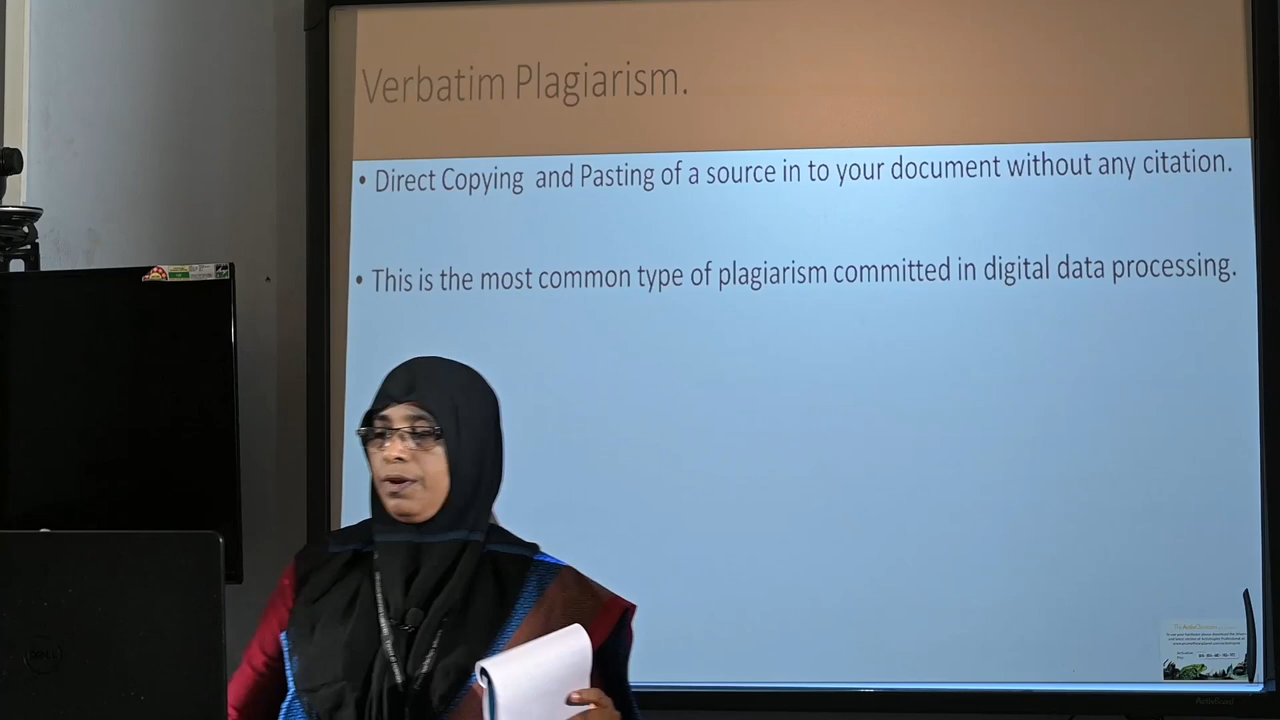 Verbatim Plagiarism.
• Direct Copying and Pasting of a source in to your document without any citation.
• This is the most common type of plagiarism committed in digital data processing.
DELL